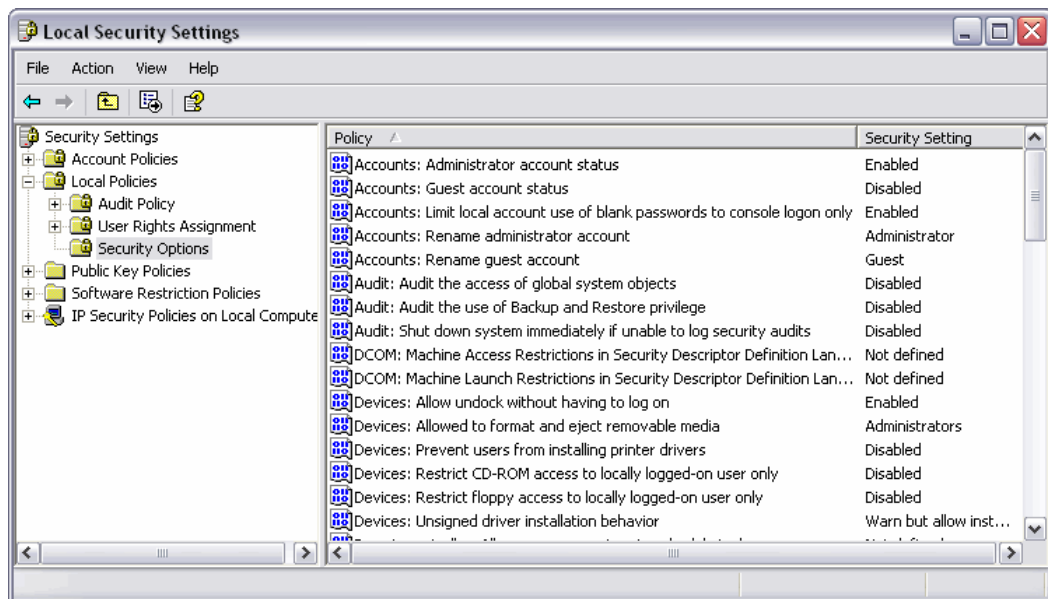 Local Security Settings
File Action View Help
Security Settings
Account Policies
Local Policies
Audit Policy
User Rights Assignment
Security Options
Public Key Policies
Software Restriction Policies
IP Security Policies on Local Compute
Policy Security Setting
Accounts: Administrator account status Enabled
Accounts: Guest account status Disabled
Accounts: Limit local account use of blank passwords to console logon only Enabled
Accounts: Rename administrator account Administrator
Accounts: Rename guest account Guest
Audit: Audit the access of global system objects Disabled
Audit: Audit the use of Backup and Restore privilege Disabled
Audit: Shut down system immediately if unable to log security audits Disabled
DCOM: Machine Access Restrictions in Security Descriptor Definition Lan... Not defined
DCOM: Machine Launch Restrictions in Security Descriptor Definition Lan... Not defined
Devices: Allow undock without having to log on Enabled
Devices: Allowed to format and eject removable media Administrators
Devices: Prevent users from installing printer drivers Disabled
Devices: Restrict CD-ROM access to locally logged-on user only Disabled
Devices: Restrict floppy access to locally logged-on user only Disabled
Devices: Unsigned driver installation behavior Warn but allow inst...